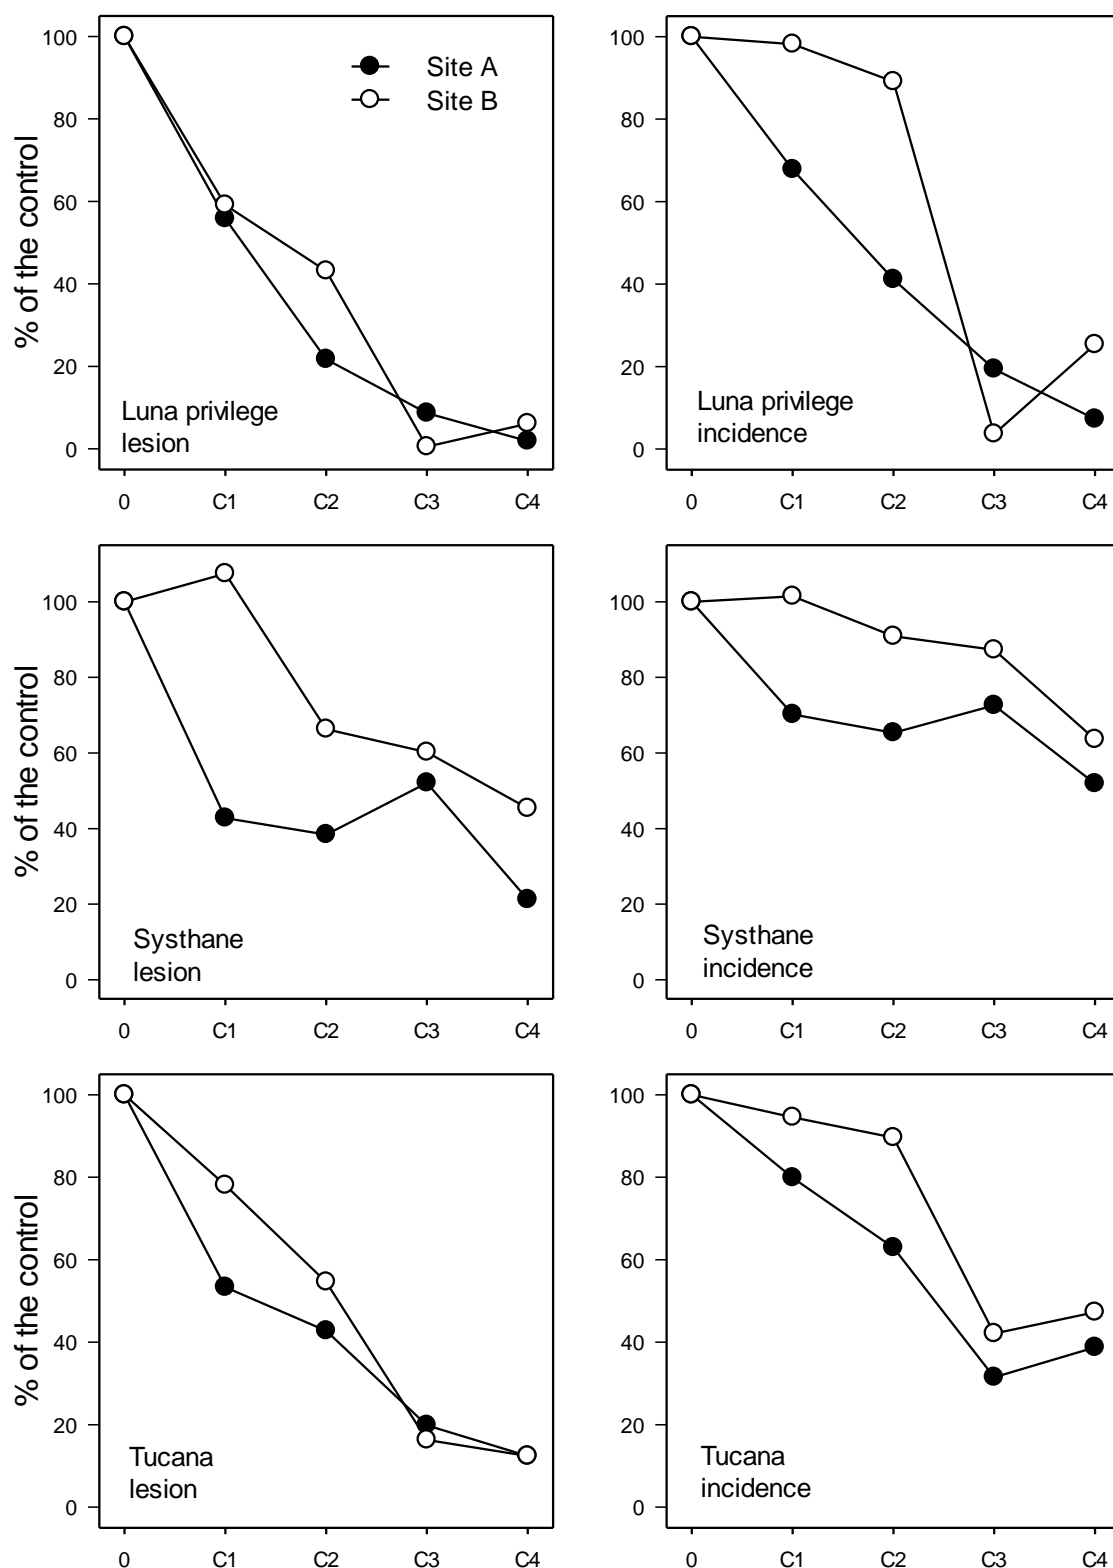 100
80
60
40
20
0
% of the control
Site A
Site B
Luna privilege
lesion
0 C1 C2 C3 C4
100
80
60
40
20
0
Luna privilege
incidence
0 C1 C2 C3 C4
100
80
60
40
20
0
% of the control
Systhane
lesion
0 C1 C2 C3 C4
100
80
60
40
20
0
Systhane
incidence
0 C1 C2 C3 C4
100
80
60
40
20
0
% of the control
Tucana
lesion
0 C1 C2 C3 C4
100
80
60
40
20
0
Tucana
incidence
0 C1 C2 C3 C4